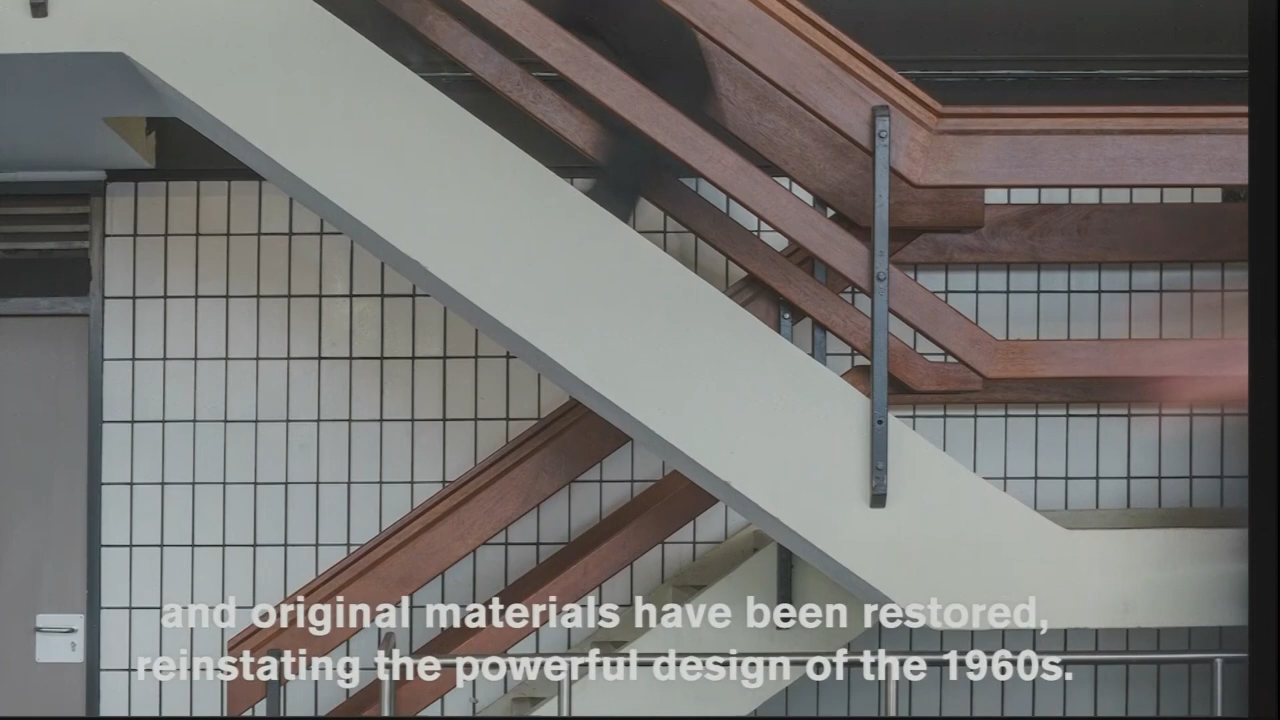 and original materials have been restored,
reinstating the powerful design of the 1960s.